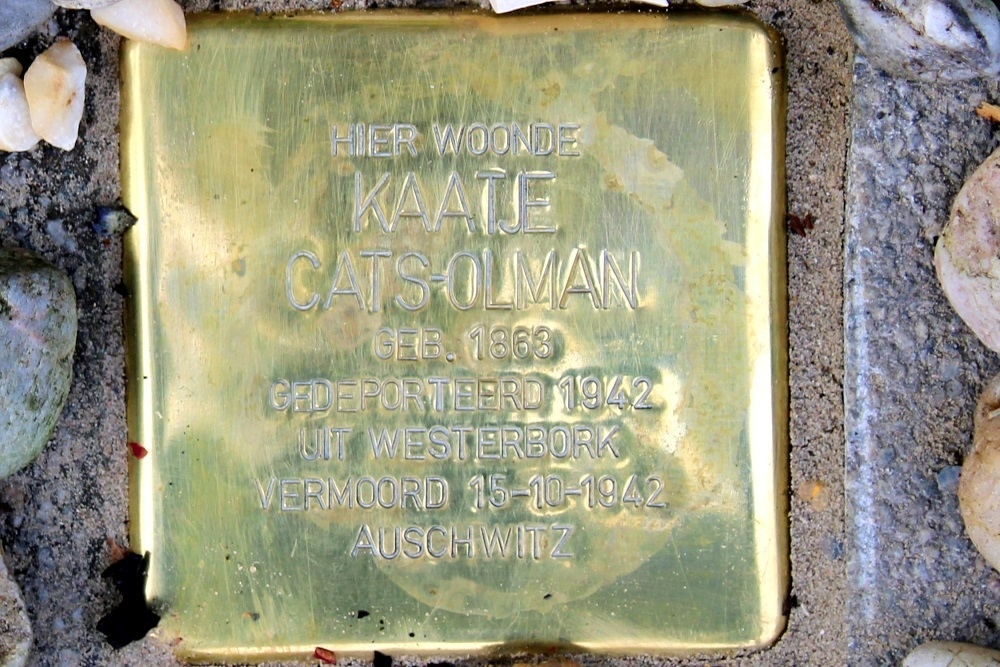 HIER WOONDE
KAATJE
CATS-OLMAN
GEB. 1863
GEDEPORTEERD 1942
UIT WESTERBORK
VERMOORD 15-10-1942
AUSCHWITZ